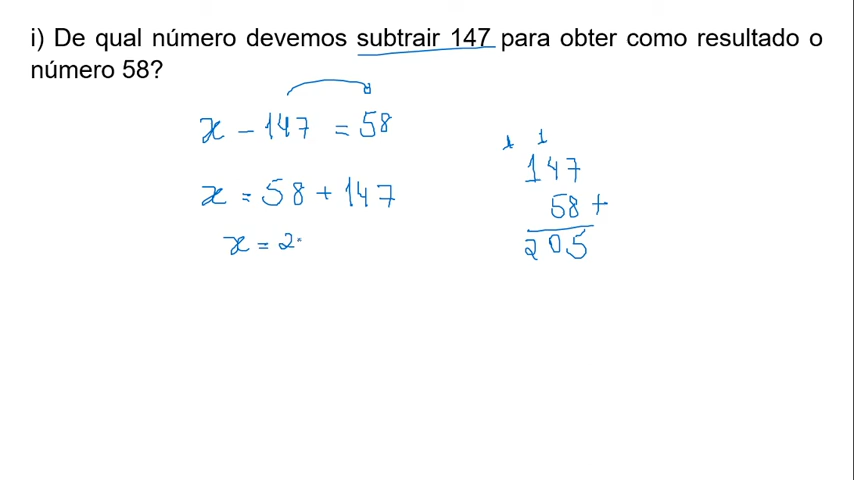 i) De qual número devemos subtrair 147 para obter como resultado o
número 58?
x - 147 = 58
x = 58 + 147
x = 2
1 1
147
58 +
205